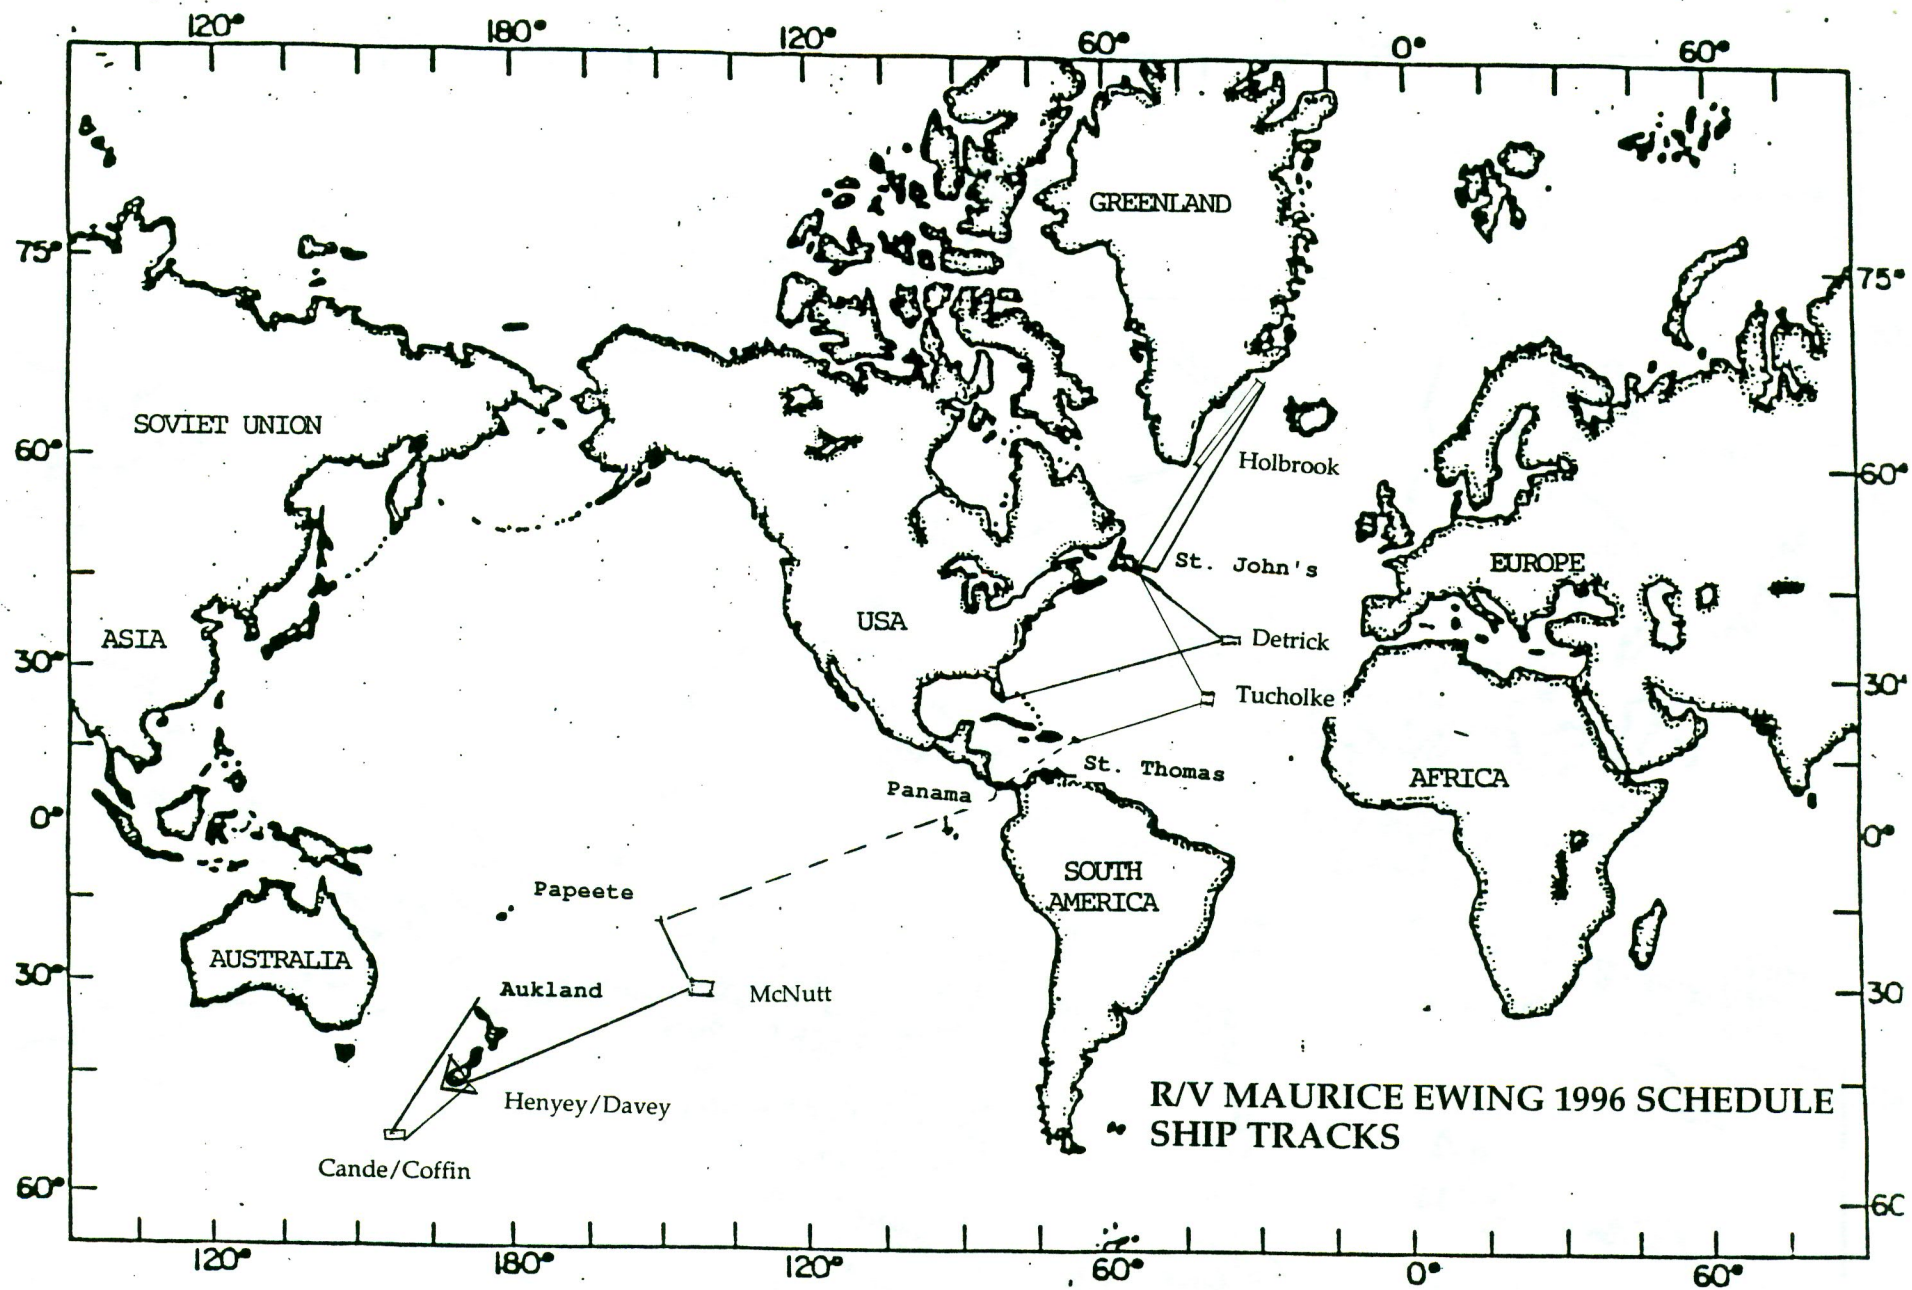 120° 180° 120° 60° 0° 60°
GREENLAND
75° 75°
SOVIET UNION
60° 60°
Holbrook
St. John's
EUROPE
USA
ASIA
Detrick
30° 30°
Tucholke
St. Thomas
AFRICA
Panama
0° 0°
SOUTH
AMERICA
Papeete
AUSTRALIA
30° 30
Aukland
McNutt
Henyey/Davey
R/V MAURICE EWING 1996 SCHEDULE
SHIP TRACKS
Cande/Coffin
60° 60
120° 180° 120° 60° 0° 60°